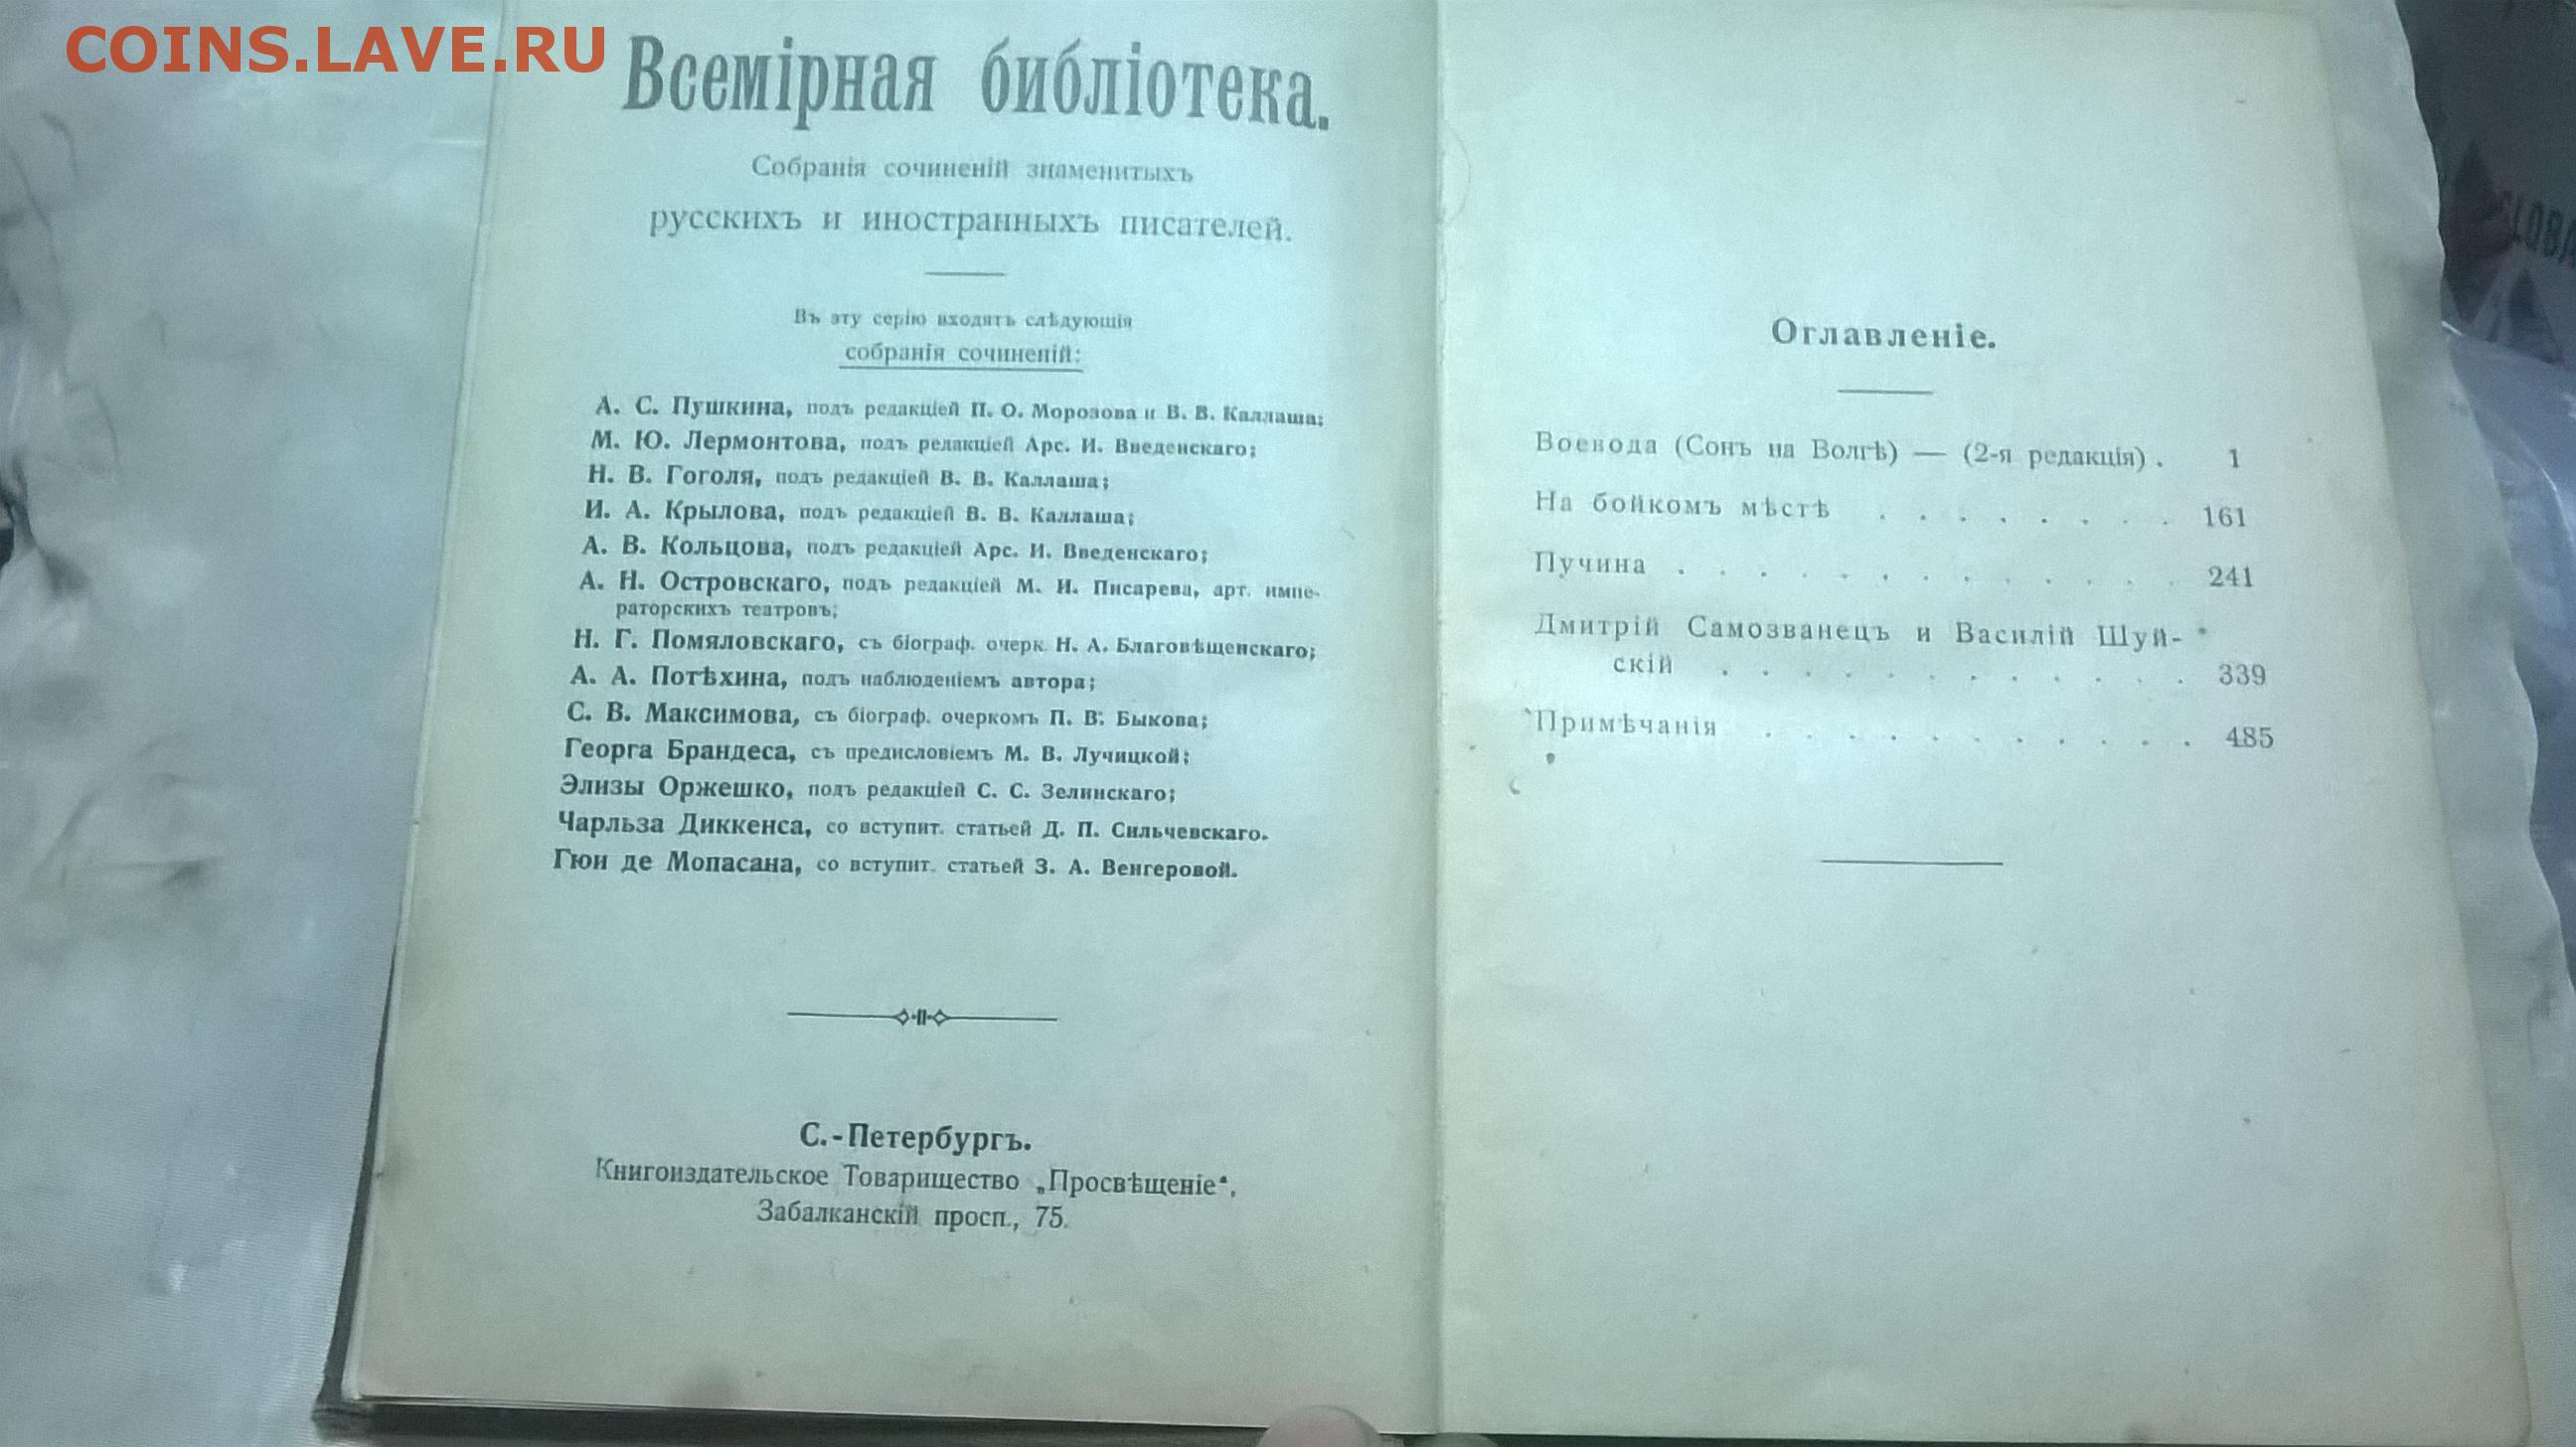 COINS.LAVE.RU
Всемірная библіотека.
Собранія сочиненій знаменитыхъ
русскихъ и иностранныхъ писателей.
Въ эту серію входятъ слѣдующія
собранія сочиненій:
А. С. Пушкина, подъ редакціей П. О. Морозова и В. В. Каллаша;
М. Ю. Лермонтова, подъ редакціей Арс. И. Введенскаго;
Н. В. Гоголя, подъ редакціей В. В. Каллаша;
И. А. Крылова, подъ редакціей В. В. Каллаша;
А. В. Кольцова, подъ редакціей Арс. И. Введенскаго;
А. Н. Островскаго, подъ редакціей М. И. Писарева, арт. импе-
раторскихъ театровъ;
Н. Г. Помяловскаго, съ біограф. очерк. Н. А. Благовѣщенскаго;
А. А. Потѣхина, подъ наблюденіемъ автора;
С. В. Максимова, съ біограф. очеркомъ П. В. Быкова;
Георга Брандеса, съ предисловіемъ М. В. Лучицкой;
Элизы Оржешко, подъ редакціей С. С. Зелинскаго;
Чарльза Диккенса, со вступит. статьей Д. П. Сильчевскаго.
Гюи де Мопасана, со вступит. статьей З. А. Венгеровой.
С.-Петербургъ.
Книгоиздательское Товарищество „Просвѣщеніе“,
Забалканскій просп., 75.
Оглавленіе.
Воевода (Сонъ на Волгѣ) — (2-я редакція) . 1
На бойкомъ мѣстѣ . . . . . . . . 161
Пучина . . . . . . . . . . . . . 241
Дмитрій Самозванецъ и Василій Шуй-
скій . . . . . . . . . . . . 339
Примѣчанія . . . . . . . . . . . 485